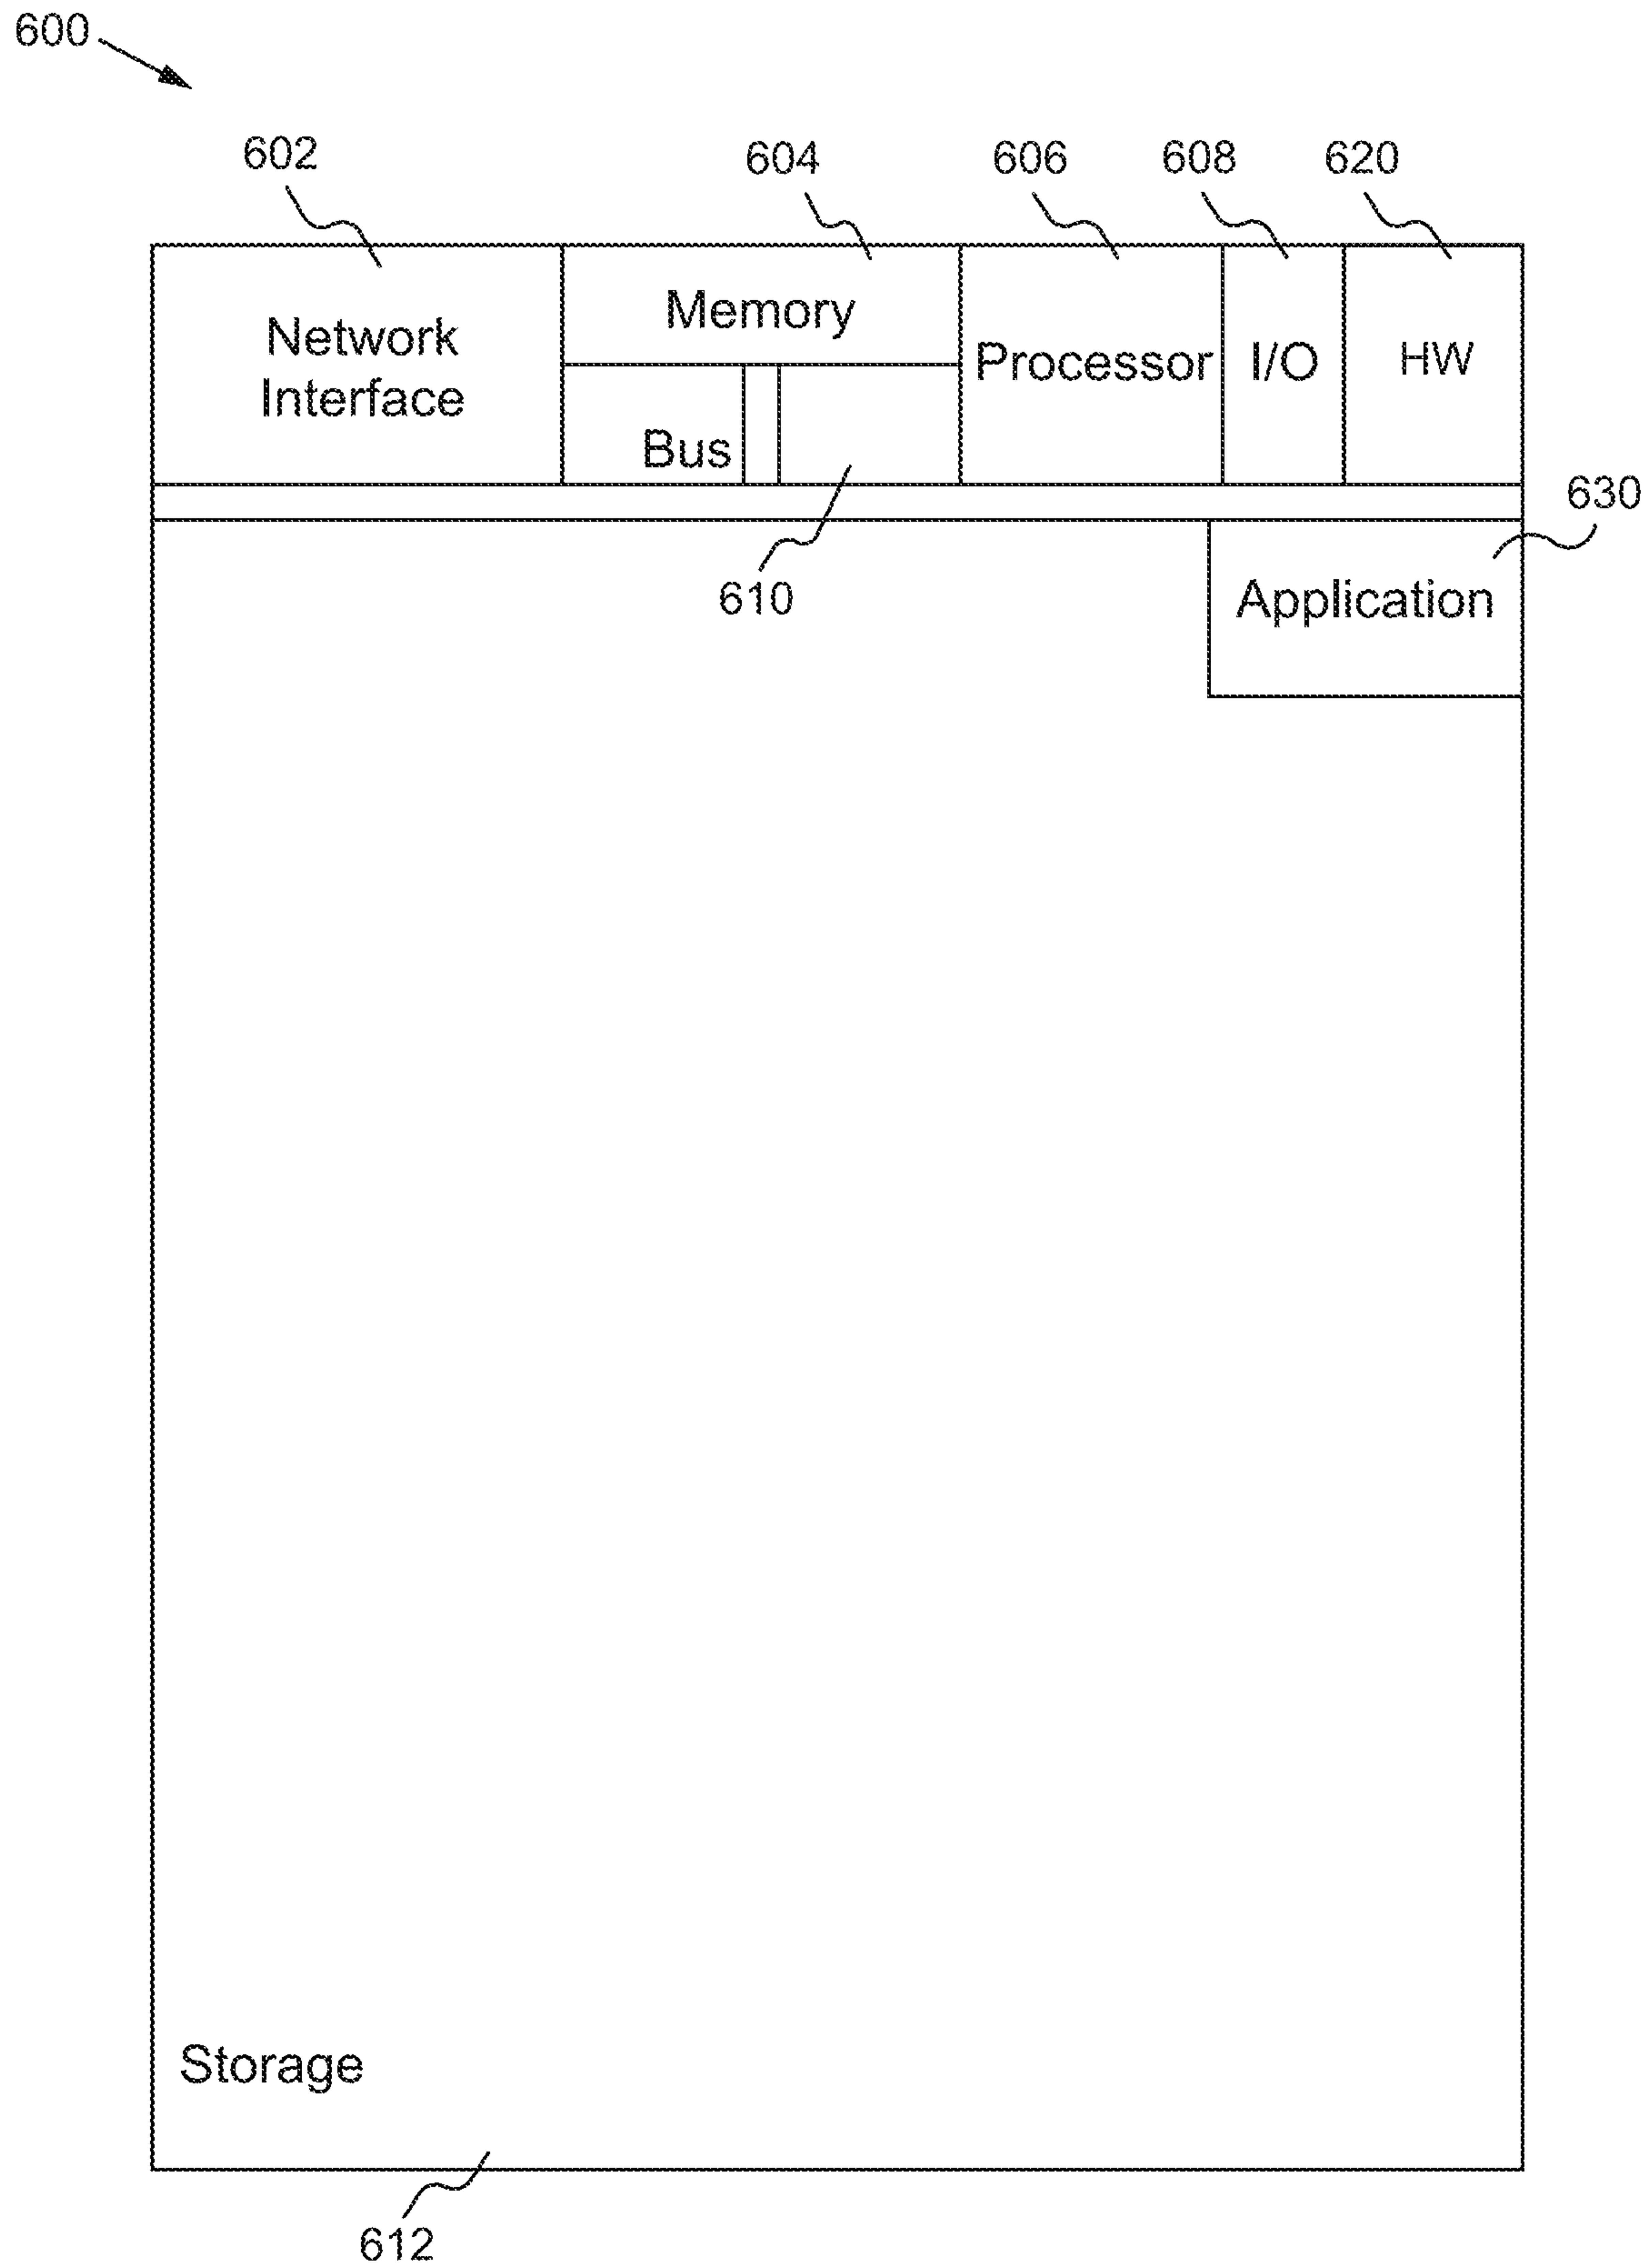 600
602
604
606
608
620
Network
Interface
Memory
Processor
I/O
HW
Bus
630
610
Application
Storage
612